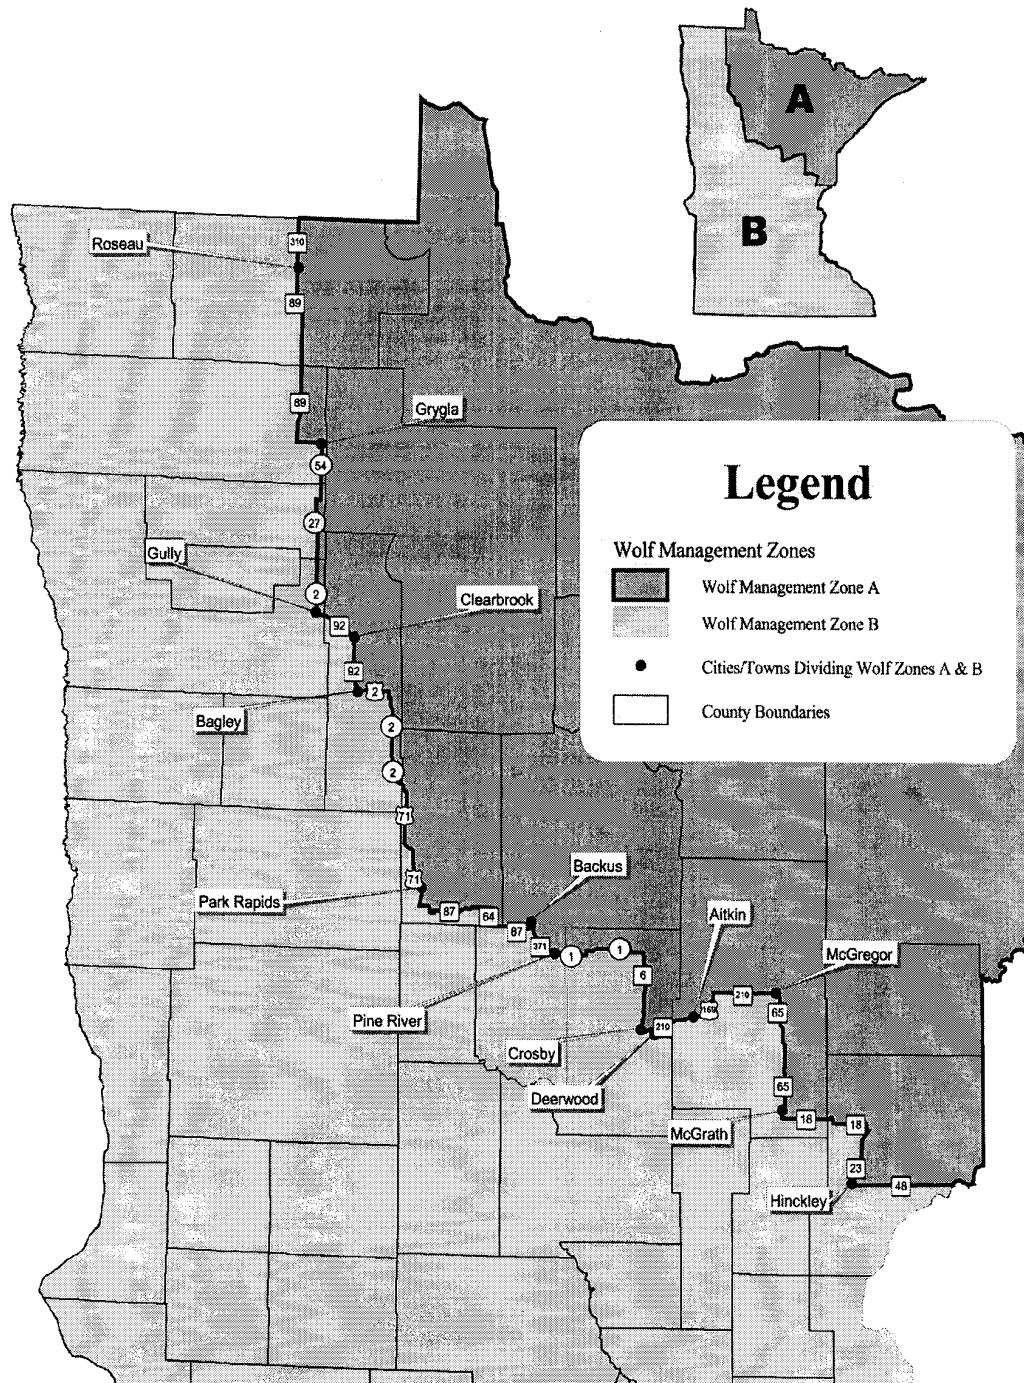 A
B
Roseau
310
89
89
Grygla
54
27
Gully
2
92
Clearbrook
92
2
Bagley
2
2
71
71
Park Rapids
87
64
87
Backus
371
1
1
Pine River
6
Aitkin
McGregor
210
169
210
65
Crosby
Deerwood
65
McGrath
18
18
23
Hinckley
48
Legend
Wolf Management Zones
Wolf Management Zone A
Wolf Management Zone B
Cities/Towns Dividing Wolf Zones A & B
County Boundaries